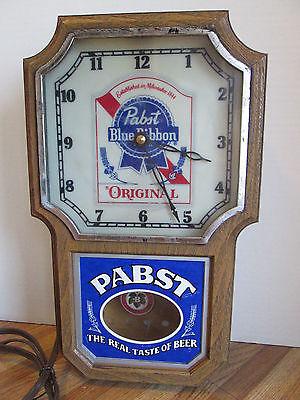 12
11
1
10
2
9
3
8
4
7
5
6
Established in Milwaukee 1844
Pabst
Blue Ribbon
ORIGINAL
PABST
THE REAL TASTE OF BEER
B